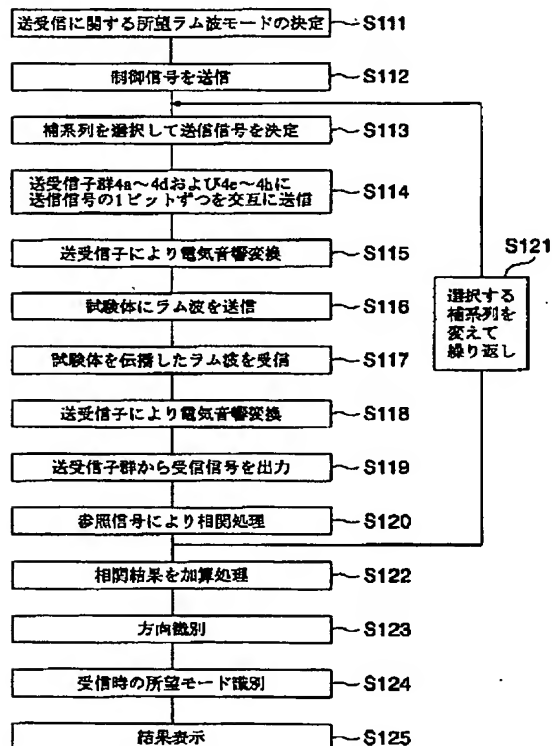 送受信に関する所望ラム波モードの決定 S111
制御信号を送信 S112
補系列を選択して送信信号を決定 S113
送受信子群4a～4dおよび4e～4hに
送信信号の1ビットずつを交互に送信 S114
送受信子により電気音響変換 S115
試験体にラム波を送信 S116
試験体を伝播したラム波を受信 S117
送受信子により電気音響変換 S118
送受信子群から受信信号を出力 S119
参照信号により相関処理 S120
S121
選択する
補系列を
変えて
繰り返し
相関結果を加算処理 S122
方向識別 S123
受信時の所望モード識別 S124
結果表示 S125